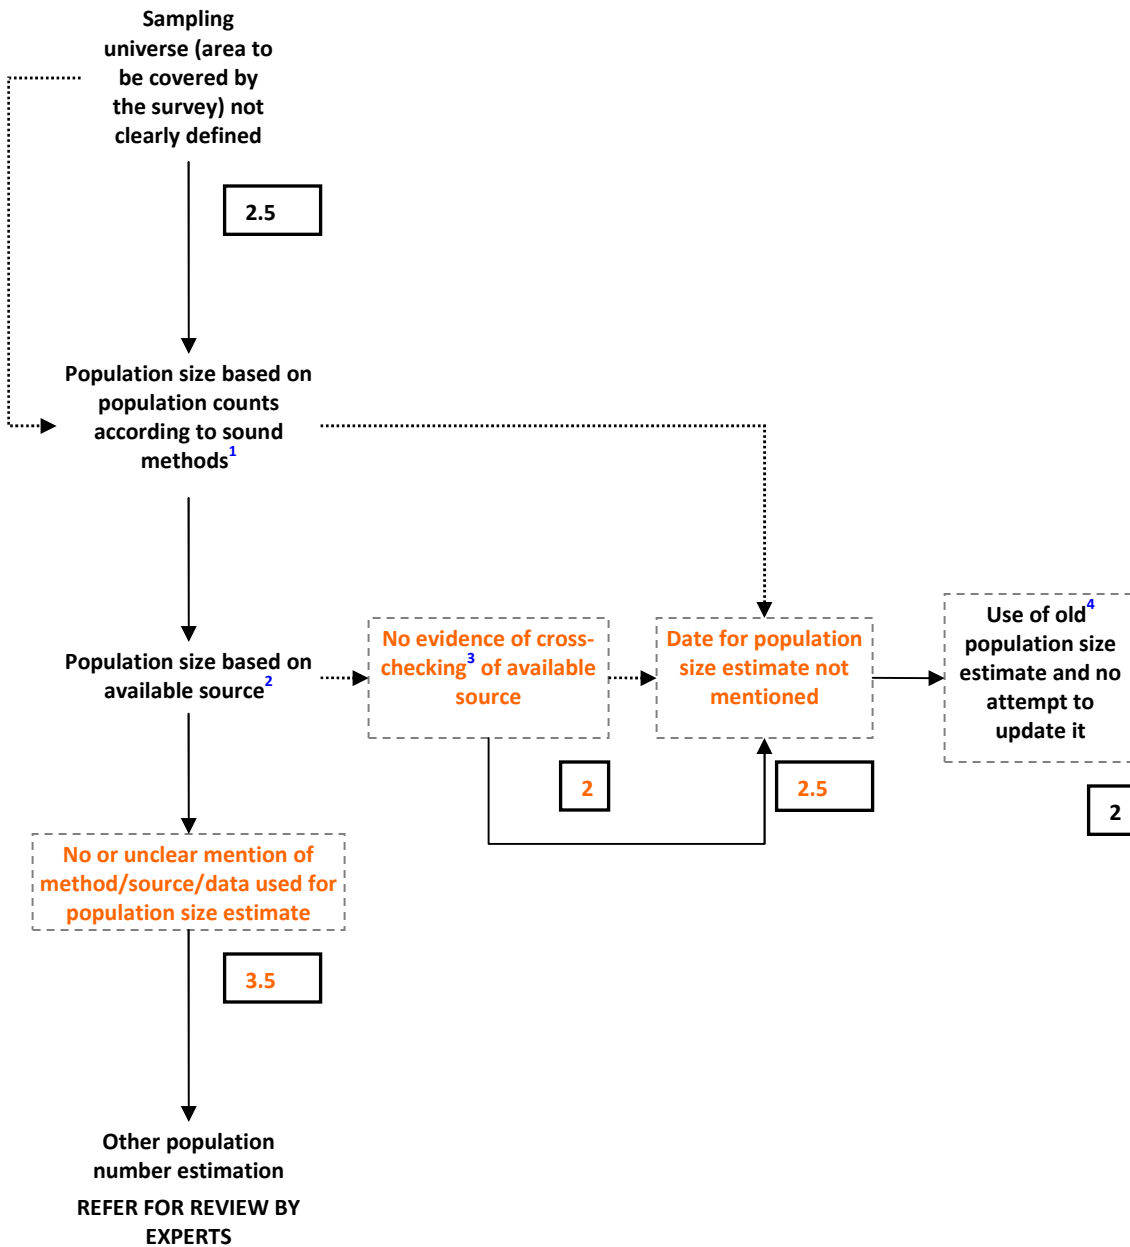 Sampling
universe (area to
be covered by
the survey) not
clearly defined
2.5
Population size based on
population counts
according to sound
methods1
Population size based on
available source2
No evidence of cross-
checking3 of available
source
Date for population
size estimate not
mentioned
Use of old4
population size
estimate and no
attempt to
update it
2
2.5
2
No or unclear mention of
method/source/data used for
population size estimate
3.5
Other population
number estimation
REFER FOR REVIEW BY
EXPERTS